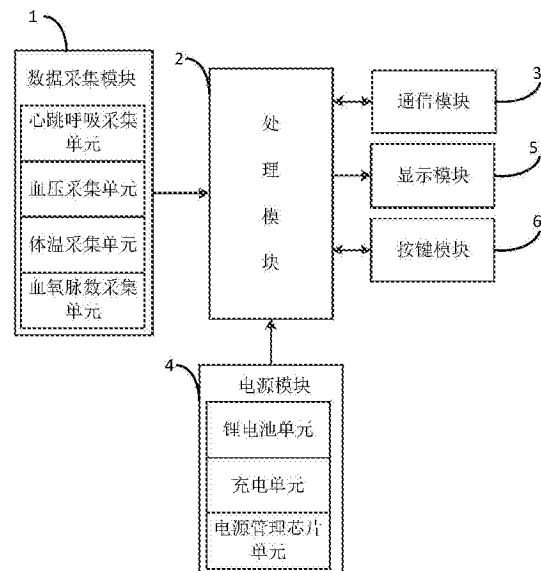 1
数据采集模块
心跳呼吸采集
单元
血压采集单元
体温采集单元
血氧脉数采集
单元
2
处
理
模
块
3
通信模块
5
显示模块
6
按键模块
4
电源模块
锂电池单元
充电单元
电源管理芯片
单元